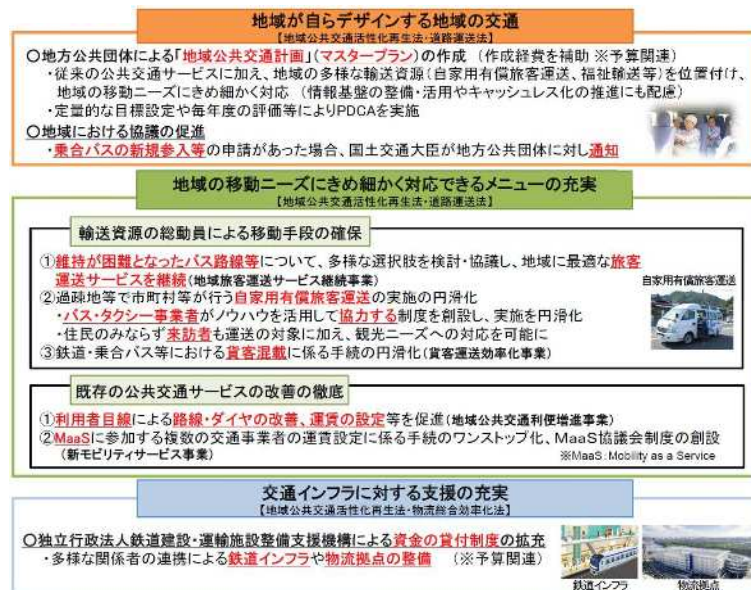 地域が自らデザインする地域の交通
【地域公共交通活性化再生法・道路運送法】
〇地方公共団体による「地域公共交通計画」(マスタープラン)の作成 (作成経費を補助 ※予算関連)
・従来の公共交通サービスに加え、地域の多様な輸送資源(自家用有償旅客運送、福祉輸送等)を位置付け、
地域の移動ニーズにきめ細かく対応 (情報基盤の整備・活用やキャッシュレス化の推進にも配慮)
・定量的な目標設定や毎年度の評価等によりPDCAを実施
〇地域における協議の促進
・乗合バスの新規参入等の申請があった場合、国土交通大臣が地方公共団体に対し通知
地域の移動ニーズにきめ細かく対応できるメニューの充実
【地域公共交通活性化再生法・道路運送法】
輸送資源の総動員による移動手段の確保
①維持が困難となったバス路線等について、多様な選択肢を検討・協議し、地域に最適な旅客
運送サービスを継続(地域旅客運送サービス継続事業)
②過疎地等で市町村等が行う自家用有償旅客運送の実施の円滑化
・バス・タクシー事業者がノウハウを活用して協力する制度を創設し、実施を円滑化
・住民のみならず来訪者も運送の対象に加え、観光ニーズへの対応を可能に
③鉄道・乗合バス等における貨客混載に係る手続の円滑化(貨客運送効率化事業)
自家用有償旅客運送
既存の公共交通サービスの改善の徹底
①利用者目線による路線・ダイヤの改善、運賃の設定等を促進(地域公共交通利便増進事業)
②MaaSに参加する複数の交通事業者の運賃設定に係る手続のワンストップ化、MaaS協議会制度の創設
(新モビリティサービス事業)
※MaaS:Mobility as a Service
交通インフラに対する支援の充実
【地域公共交通活性化再生法・物流総合効率化法】
〇独立行政法人鉄道建設・運輸施設整備支援機構による資金の貸付制度の拡充
・多様な関係者の連携による鉄道インフラや物流拠点の整備 (※予算関連)
鉄道インフラ
物流拠点